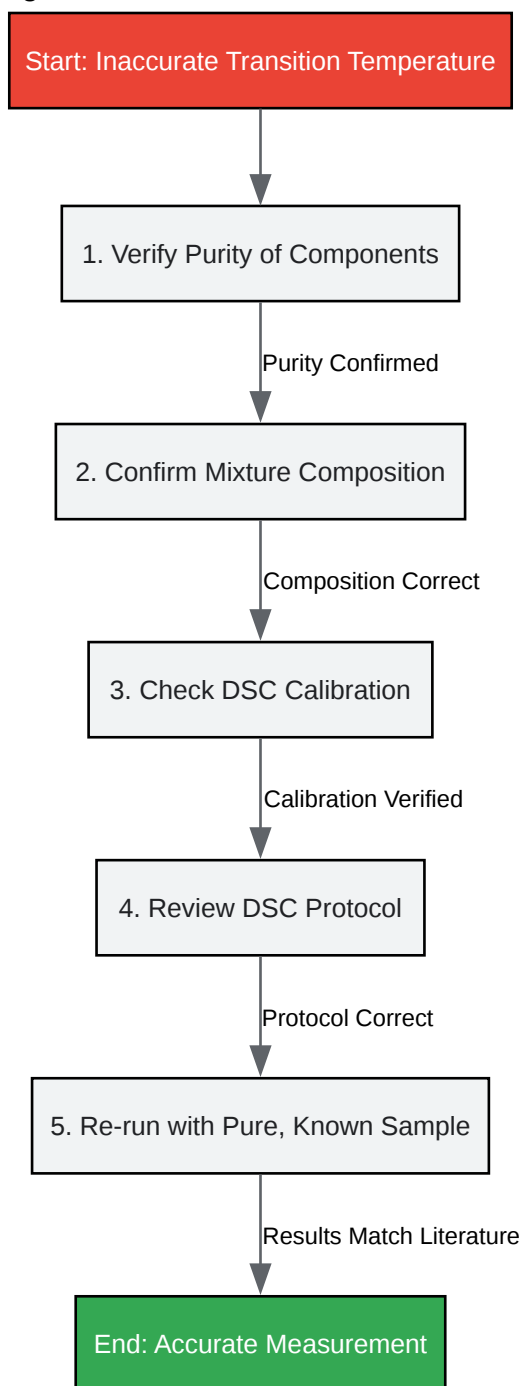 Start: Inaccurate Transition Temperature
1. Verify Purity of Components
Purity Confirmed
2. Confirm Mixture Composition
Composition Correct
3. Check DSC Calibration
Calibration Verified
4. Review DSC Protocol
Protocol Correct
5. Re-run with Pure, Known Sample
Results Match Literature
End: Accurate Measurement